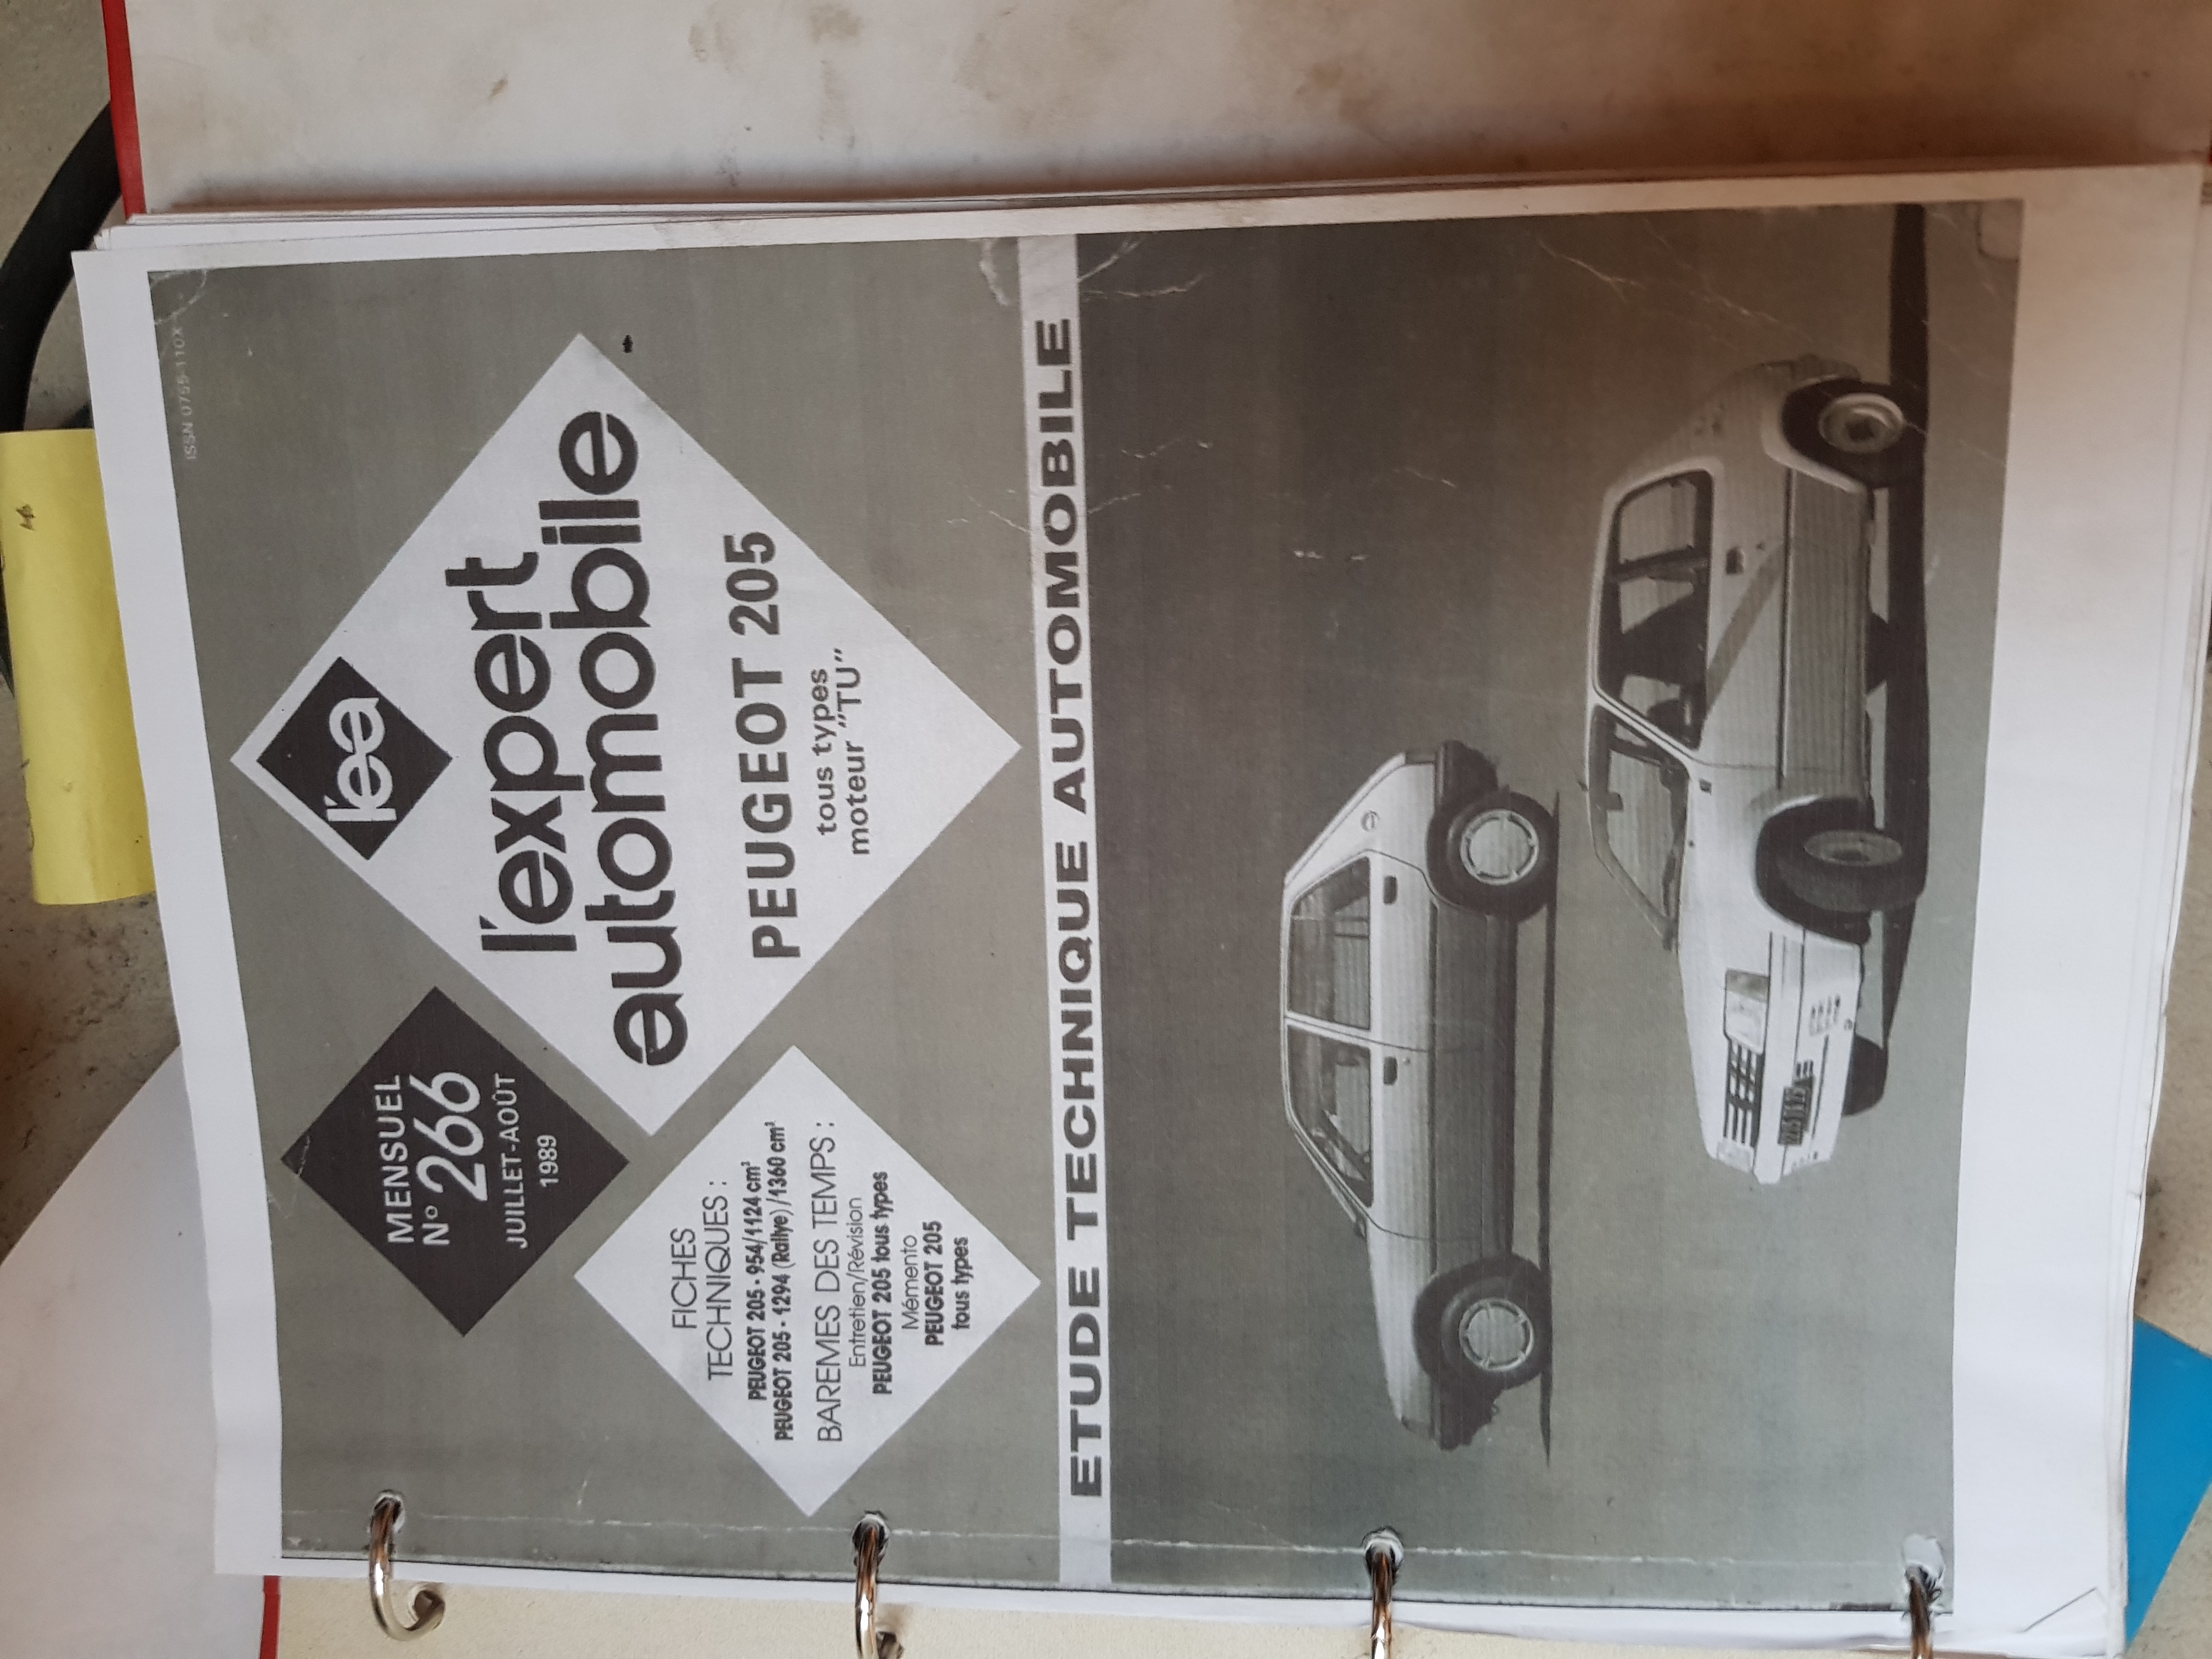 ISSN 0755-110X
l'ea
l'expert
automobile
PEUGEOT 205
tous types
moteur "TU"
MENSUEL
N° 266
JUILLET-AOÛT
1989
FICHES
TECHNIQUES :
PEUGEOT 205 - 954/1124 cm³
PEUGEOT 205 - 1294 (Rallye)/1360 cm³
BAREMES DES TEMPS :
Entretien/Révision
PEUGEOT 205 tous types
Mémento
PEUGEOT 205
tous types
ETUDE TECHNIQUE AUTOMOBILE